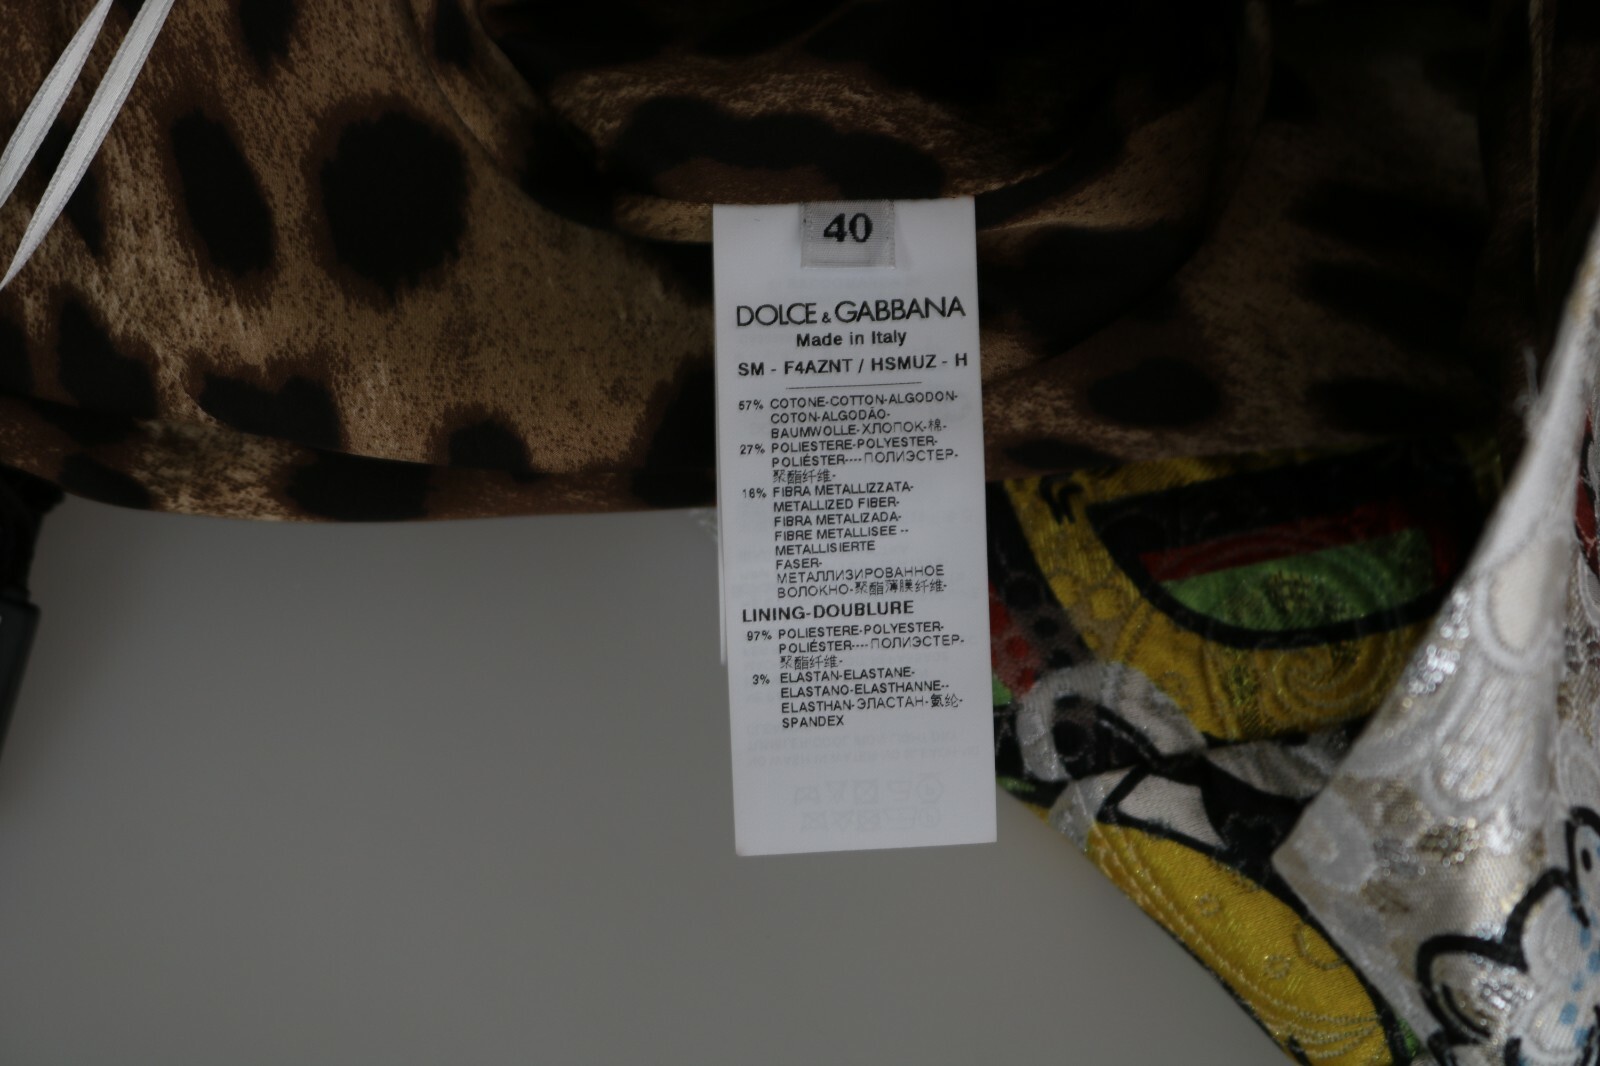 40
DOLCE & GABBANA
Made in Italy
SM - F4AZNT / HSMUZ - H
57% COTONE-COTTON-ALGODON-
COTON-ALGODÃO-
BAUMWOLLE-ХЛОПОК-棉-
27% POLIESTERE-POLYESTER-
POLIÉSTER----ПОЛИЭСТЕР-
聚酯纤维-
16% FIBRA METALLIZZATA-
METALLIZED FIBER-
FIBRA METALIZADA-
FIBRE METALLISEE --
METALLISIERTE
FASER-
МЕТАЛЛИЗИРОВАННОЕ
ВОЛОКНО-聚酯薄膜纤维-
LINING-DOUBLURE
97% POLIESTERE-POLYESTER-
POLIÉSTER----ПОЛИЭСТЕР-
聚酯纤维-
3% ELASTAN-ELASTANE-
ELASTANO-ELASTHANNE--
ELASTHAN-ЭЛАСТАН-氨纶-
SPANDEX